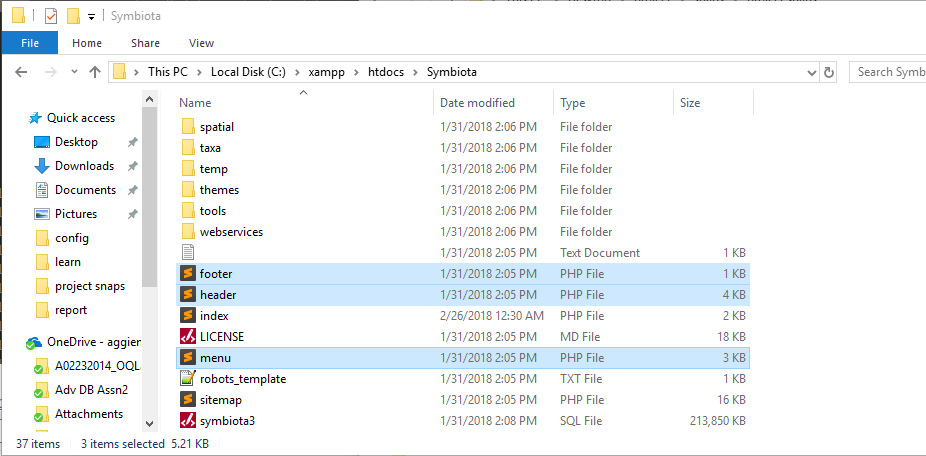 Symbiota
File Home Share View
This PC Local Disk (C:) xampp htdocs Symbiota Search Symb
Name Date modified Type Size
Quick access
Desktop
Downloads
Documents
Pictures
config
learn
project snaps
report
OneDrive - aggien
A02232014_OQL
Adv DB Assn2
Attachments
spatial 1/31/2018 2:06 PM File folder
taxa 1/31/2018 2:06 PM File folder
temp 1/31/2018 2:06 PM File folder
themes 1/31/2018 2:06 PM File folder
tools 1/31/2018 2:06 PM File folder
webservices 1/31/2018 2:06 PM File folder
1/31/2018 2:05 PM Text Document 1 KB
footer 1/31/2018 2:05 PM PHP File 1 KB
header 1/31/2018 2:05 PM PHP File 4 KB
index 2/26/2018 12:30 AM PHP File 2 KB
LICENSE 1/31/2018 2:05 PM MD File 18 KB
menu 1/31/2018 2:05 PM PHP File 3 KB
robots_template 1/31/2018 2:05 PM TXT File 1 KB
sitemap 1/31/2018 2:05 PM PHP File 16 KB
symbiota3 1/31/2018 2:08 PM SQL File 213,850 KB
37 items 3 items selected 5.21 KB